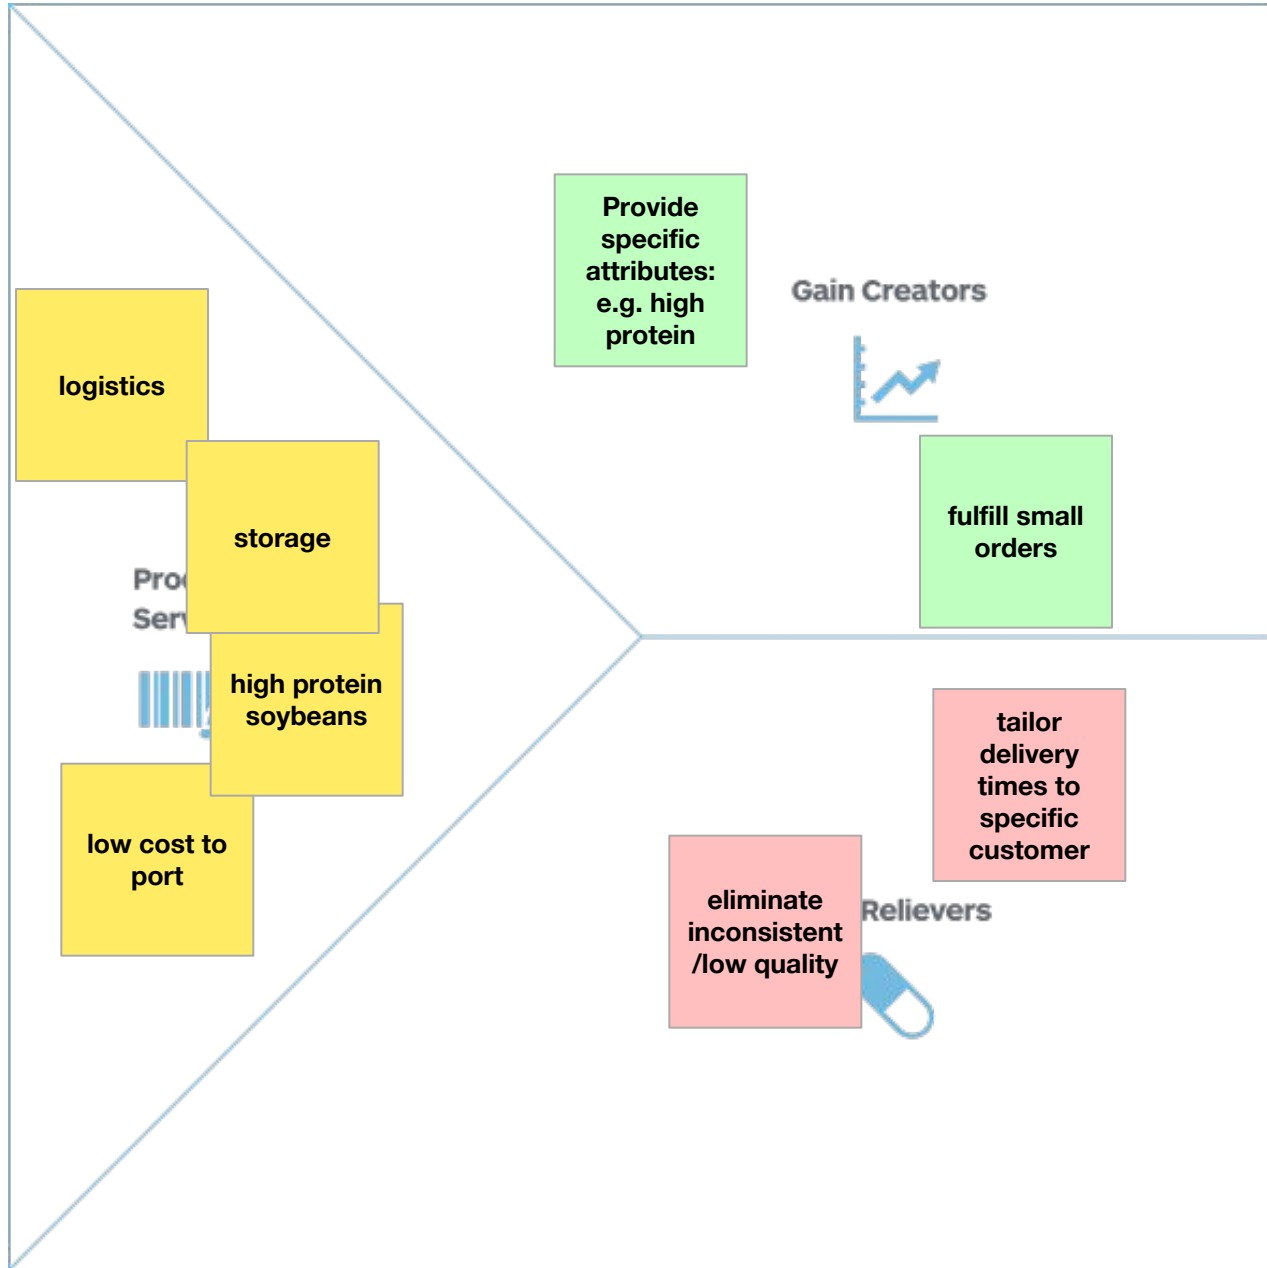 Provide
specific
attributes:
e.g. high
protein
Gain Creators
logistics
fulfill small
orders
storage
high protein
soybeans
low cost to
port
tailor
delivery
times to
specific
customer
eliminate
inconsistent
/low quality
Relievers